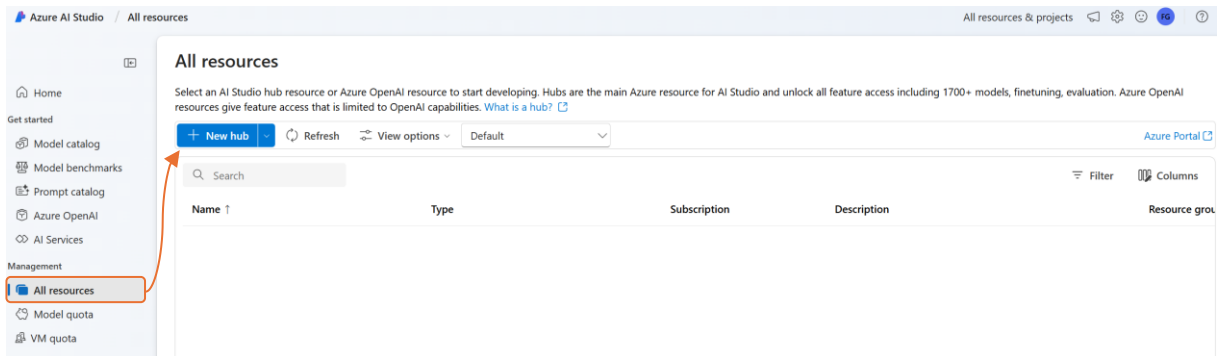 Azure AI Studio / All resources
All resources & projects
FG
All resources
Home
Select an AI Studio hub resource or Azure OpenAI resource to start developing. Hubs are the main Azure resource for AI Studio and unlock all feature access including 1700+ models, finetuning, evaluation. Azure OpenAI
resources give feature access that is limited to OpenAI capabilities. What is a hub?
Get started
+ New hub
Refresh
View options
Default
Azure Portal
Model catalog
Model benchmarks
Search
Filter
Columns
Prompt catalog
Azure OpenAI
Name ↑
Type
Subscription
Description
Resource grou
AI Services
Management
All resources
Model quota
VM quota